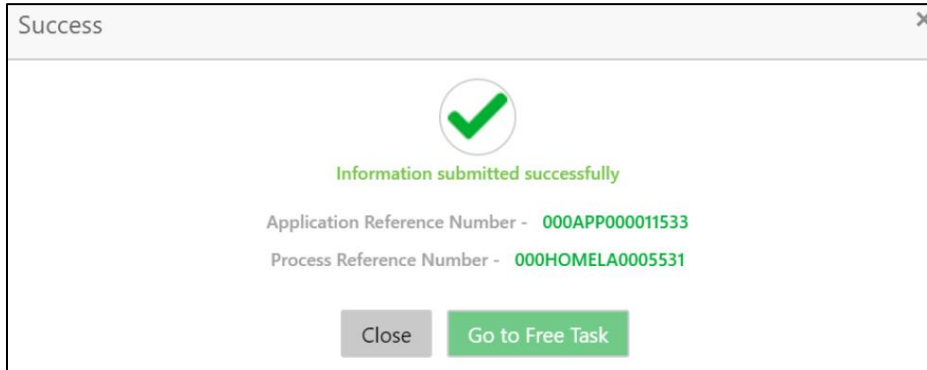 Success
Information submitted successfully
Application Reference Number - 000APP000011533
Process Reference Number - 000HOMELA0005531
Close Go to Free Task